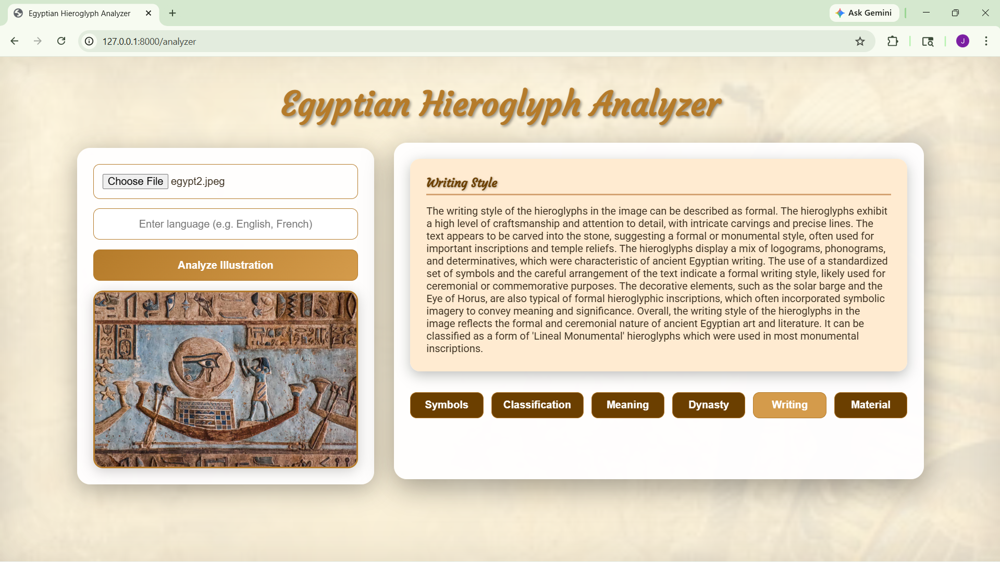 Egyptian Hieroglyph Analyzer
Ask Gemini
127.0.0.1:8000/analyzer
J
Egyptian Hieroglyph Analyzer
Choose File egypt2.jpeg
Enter language (e.g. English, French)
Analyze Illustration
Writing Style
The writing style of the hieroglyphs in the image can be described as formal. The hieroglyphs exhibit
a high level of craftsmanship and attention to detail, with intricate carvings and precise lines. The
text appears to be carved into the stone, suggesting a formal or monumental style, often used for
important inscriptions and temple reliefs. The hieroglyphs display a mix of logograms, phonograms,
and determinatives, which were characteristic of ancient Egyptian writing. The use of a standardized
set of symbols and the careful arrangement of the text indicate a formal writing style, likely used for
ceremonial or commemorative purposes. The decorative elements, such as the solar barge and the
Eye of Horus, are also typical of formal hieroglyphic inscriptions, which often incorporated symbolic
imagery to convey meaning and significance. Overall, the writing style of the hieroglyphs in the
image reflects the formal and ceremonial nature of ancient Egyptian art and literature. It can be
classified as a form of 'Lineal Monumental' hieroglyphs which were used in most monumental
inscriptions.
Symbols
Classification
Meaning
Dynasty
Writing
Material